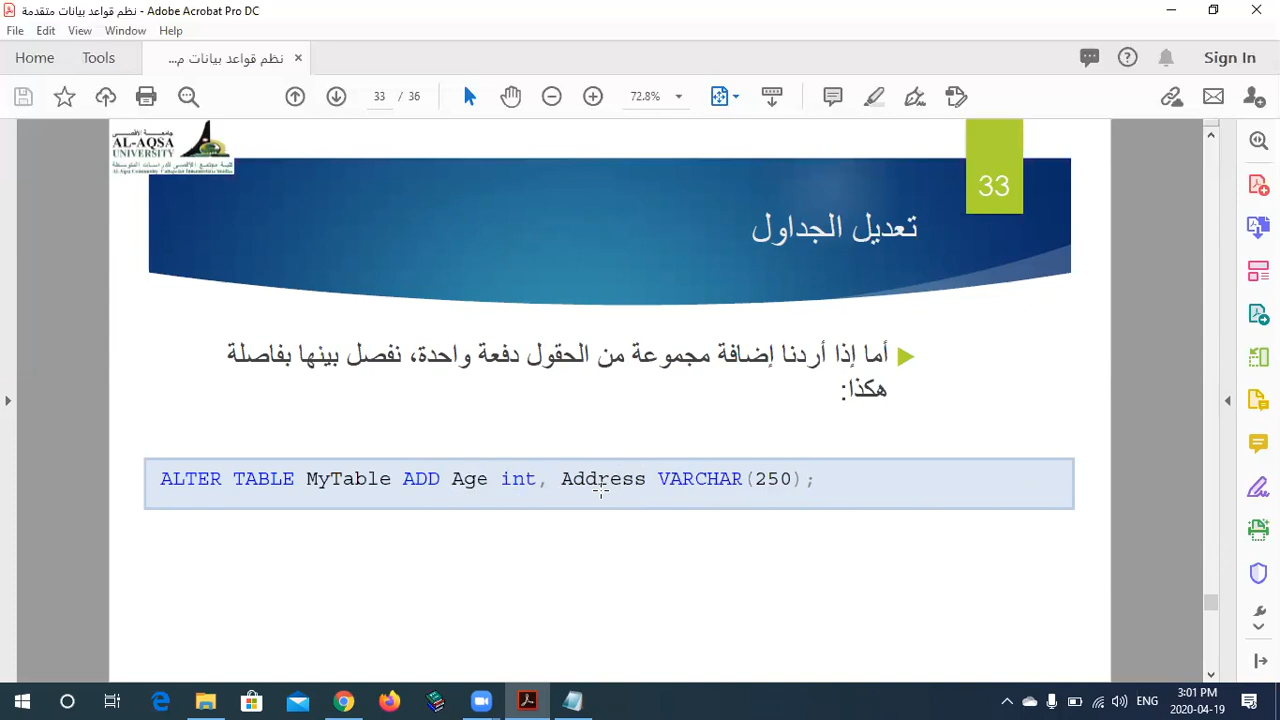 نظم قواعد بيانات متقدمة - Adobe Acrobat Pro DC
File Edit View Window Help
Home Tools نظم قواعد بيانات م... × Sign In
33 / 36 72.8%
جامعة الأقصى
AL-AQSA
UNIVERSITY
33
تعديل الجداول
أما إذا أردنا إضافة مجموعة من الحقول دفعة واحدة، نفصل بينها بفاصلة
هكذا:
ALTER TABLE MyTable ADD Age int, Address VARCHAR(250);
ENG
3:01 PM
2020-04-19